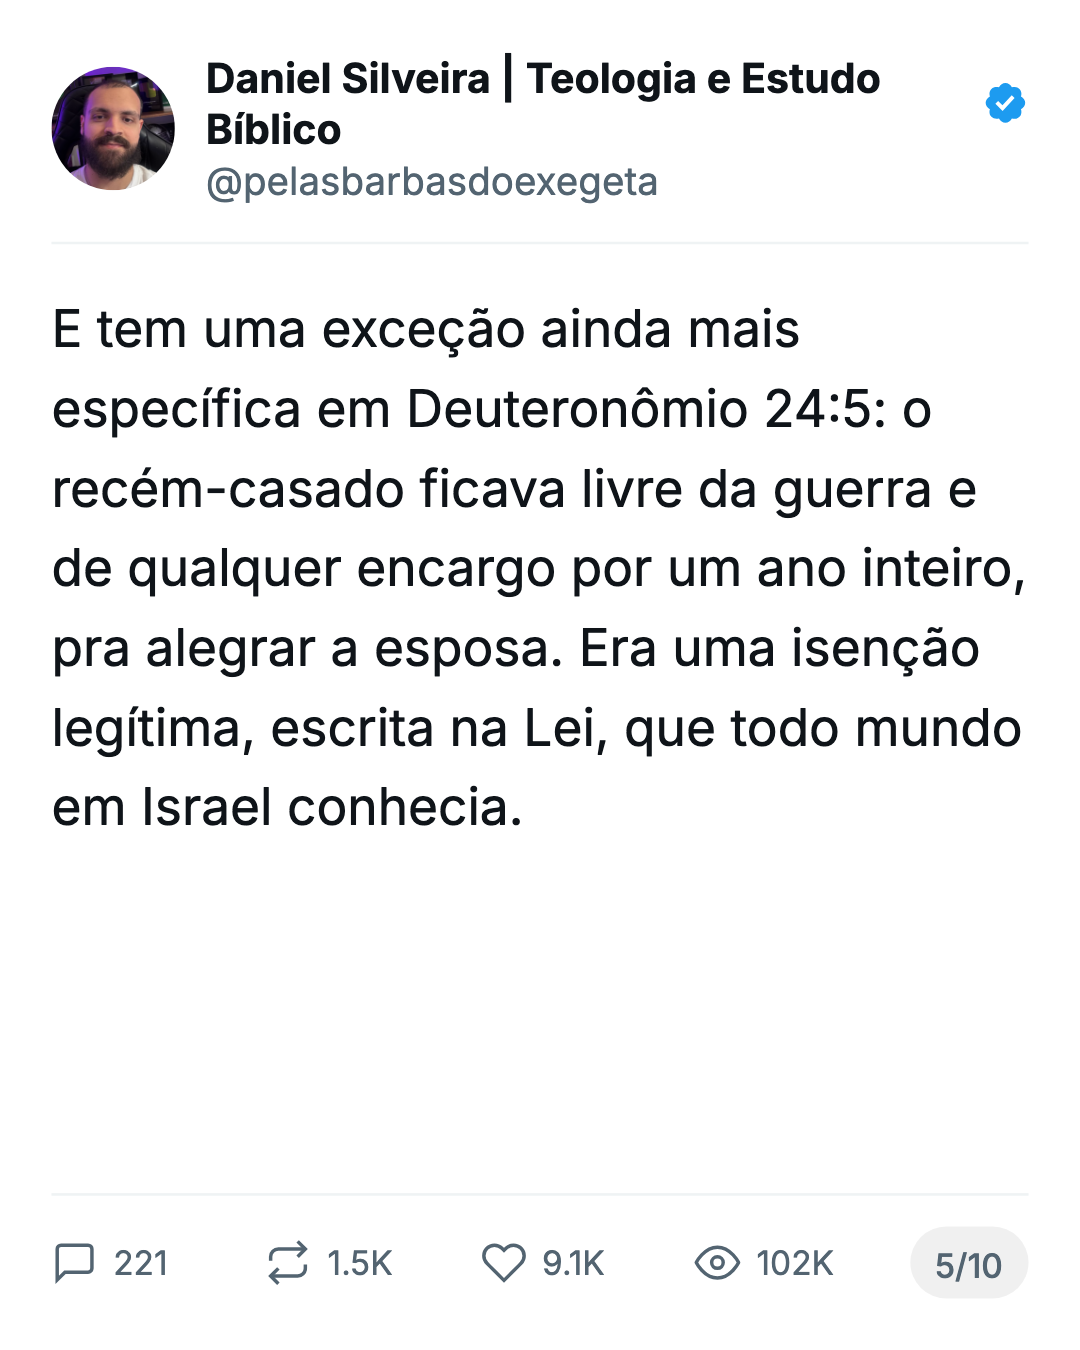 Daniel Silveira | Teologia e Estudo
Bíblico
@pelasbarbasdoexegeta
E tem uma exceção ainda mais
específica em Deuteronômio 24:5: o
recém-casado ficava livre da guerra e
de qualquer encargo por um ano inteiro,
pra alegrar a esposa. Era uma isenção
legítima, escrita na Lei, que todo mundo
em Israel conhecia.
221 1.5K 9.1K 102K 5/10